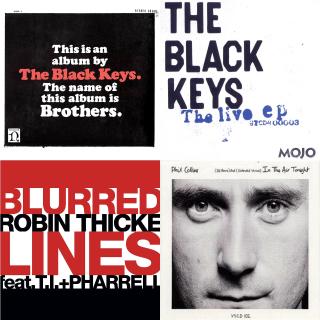 This is an
album by
The Black Keys.
The name of
this album is
Brothers.
THE
BLACK
KEYS
The live ep
MOJO
BLURRED
ROBIN THICKE
LINES
feat.T.I.+PHARRELL
Phil Collins
In The Air Tonight